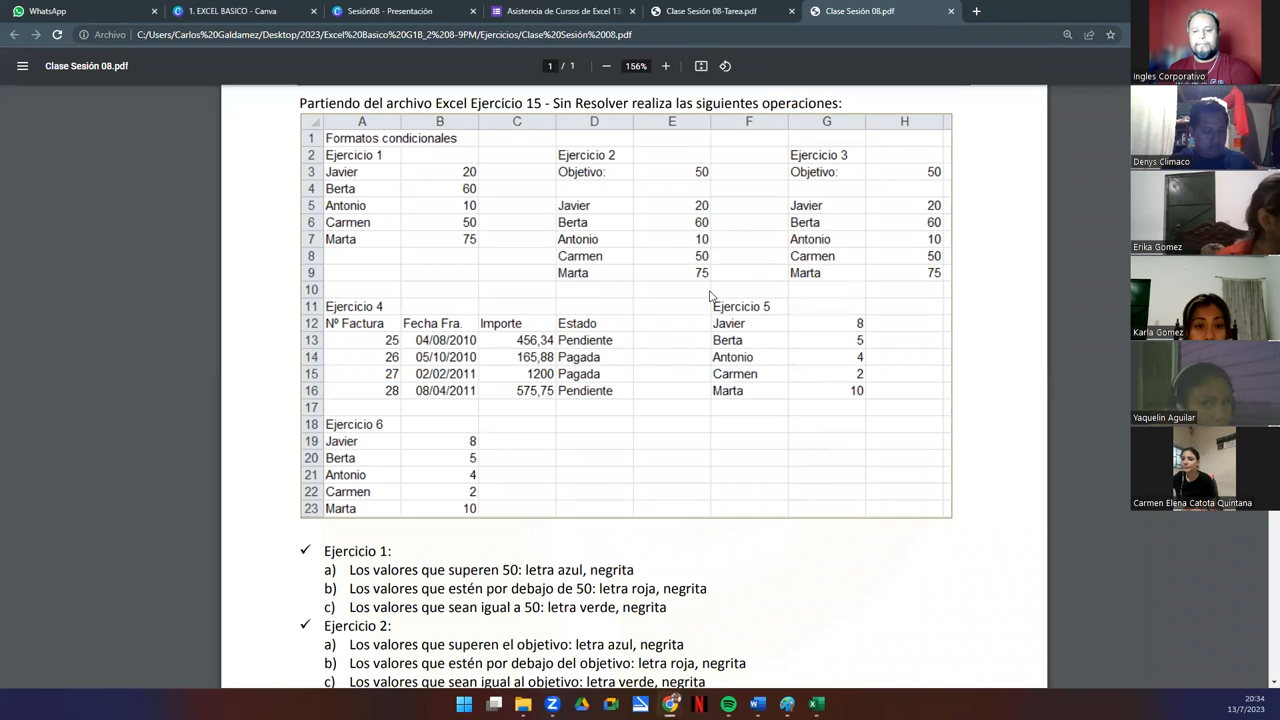 WhatsApp
1. EXCEL BASICO - Canva
Sesión08 - Presentación
Asistencia de Cursos de Excel 13-
Clase Sesión 08-Tarea.pdf
Clase Sesión 08.pdf
Archivo C:/Users/Carlos%20Galdamez/Desktop/2023/Excel%20Basico%20G18_2%208-9PM/Ejercicios/Clase%20Sesión%2008.pdf
Clase Sesión 08.pdf
1 / 1
156%
Partiendo del archivo Excel Ejercicio 15 - Sin Resolver realiza las siguientes operaciones:
A B C D E F G H
1 Formatos condicionales
2 Ejercicio 1 Ejercicio 2 Ejercicio 3
3 Javier 20 Objetivo: 50 Objetivo: 50
4 Berta 60
5 Antonio 10 Javier 20 Javier 20
6 Carmen 50 Berta 60 Berta 60
7 Marta 75 Antonio 10 Antonio 10
8 Carmen 50 Carmen 50
9 Marta 75 Marta 75
10
11 Ejercicio 4 Ejercicio 5
12 Nº Factura Fecha Fra. Importe Estado Javier 8
13 25 04/08/2010 456,34 Pendiente Berta 5
14 26 05/10/2010 165,88 Pagada Antonio 4
15 27 02/02/2011 1200 Pagada Carmen 2
16 28 08/04/2011 575,75 Pendiente Marta 10
17
18 Ejercicio 6
19 Javier 8
20 Berta 5
21 Antonio 4
22 Carmen 2
23 Marta 10
✓ Ejercicio 1:
a) Los valores que superen 50: letra azul, negrita
b) Los valores que estén por debajo de 50: letra roja, negrita
c) Los valores que sean igual a 50: letra verde, negrita
✓ Ejercicio 2:
a) Los valores que superen el objetivo: letra azul, negrita
b) Los valores que estén por debajo del objetivo: letra roja, negrita
c) Los valores que sean igual al objetivo: letra verde, negrita
Ingles Corporativo
Denys Climaco
Erika Gomez
Karla Gomez
Yaquelin Aguilar
Carmen Elena Catota Quintana
20:34
13/7/2023